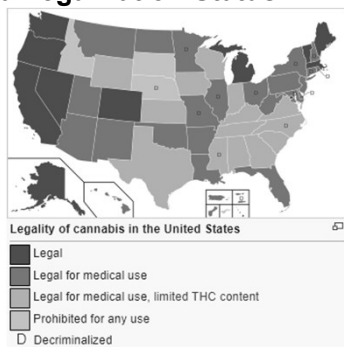 Legality of cannabis in the United States
Legal
Legal for medical use
Legal for medical use, limited THC content
Prohibited for any use
D Decriminalized